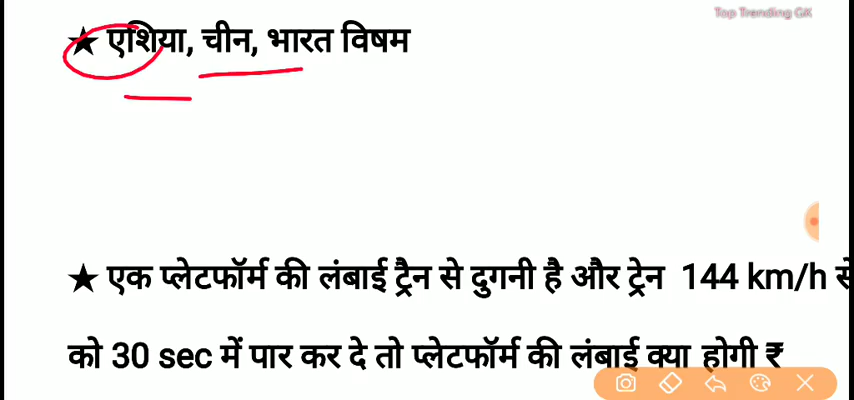 Top Trending GK
★ एशिया, चीन, भारत विषम
★ एक प्लेटफॉर्म की लंबाई ट्रैन से दुगनी है और ट्रेन 144 km/h से
को 30 sec में पार कर दे तो प्लेटफॉर्म की लंबाई क्या होगी ₹